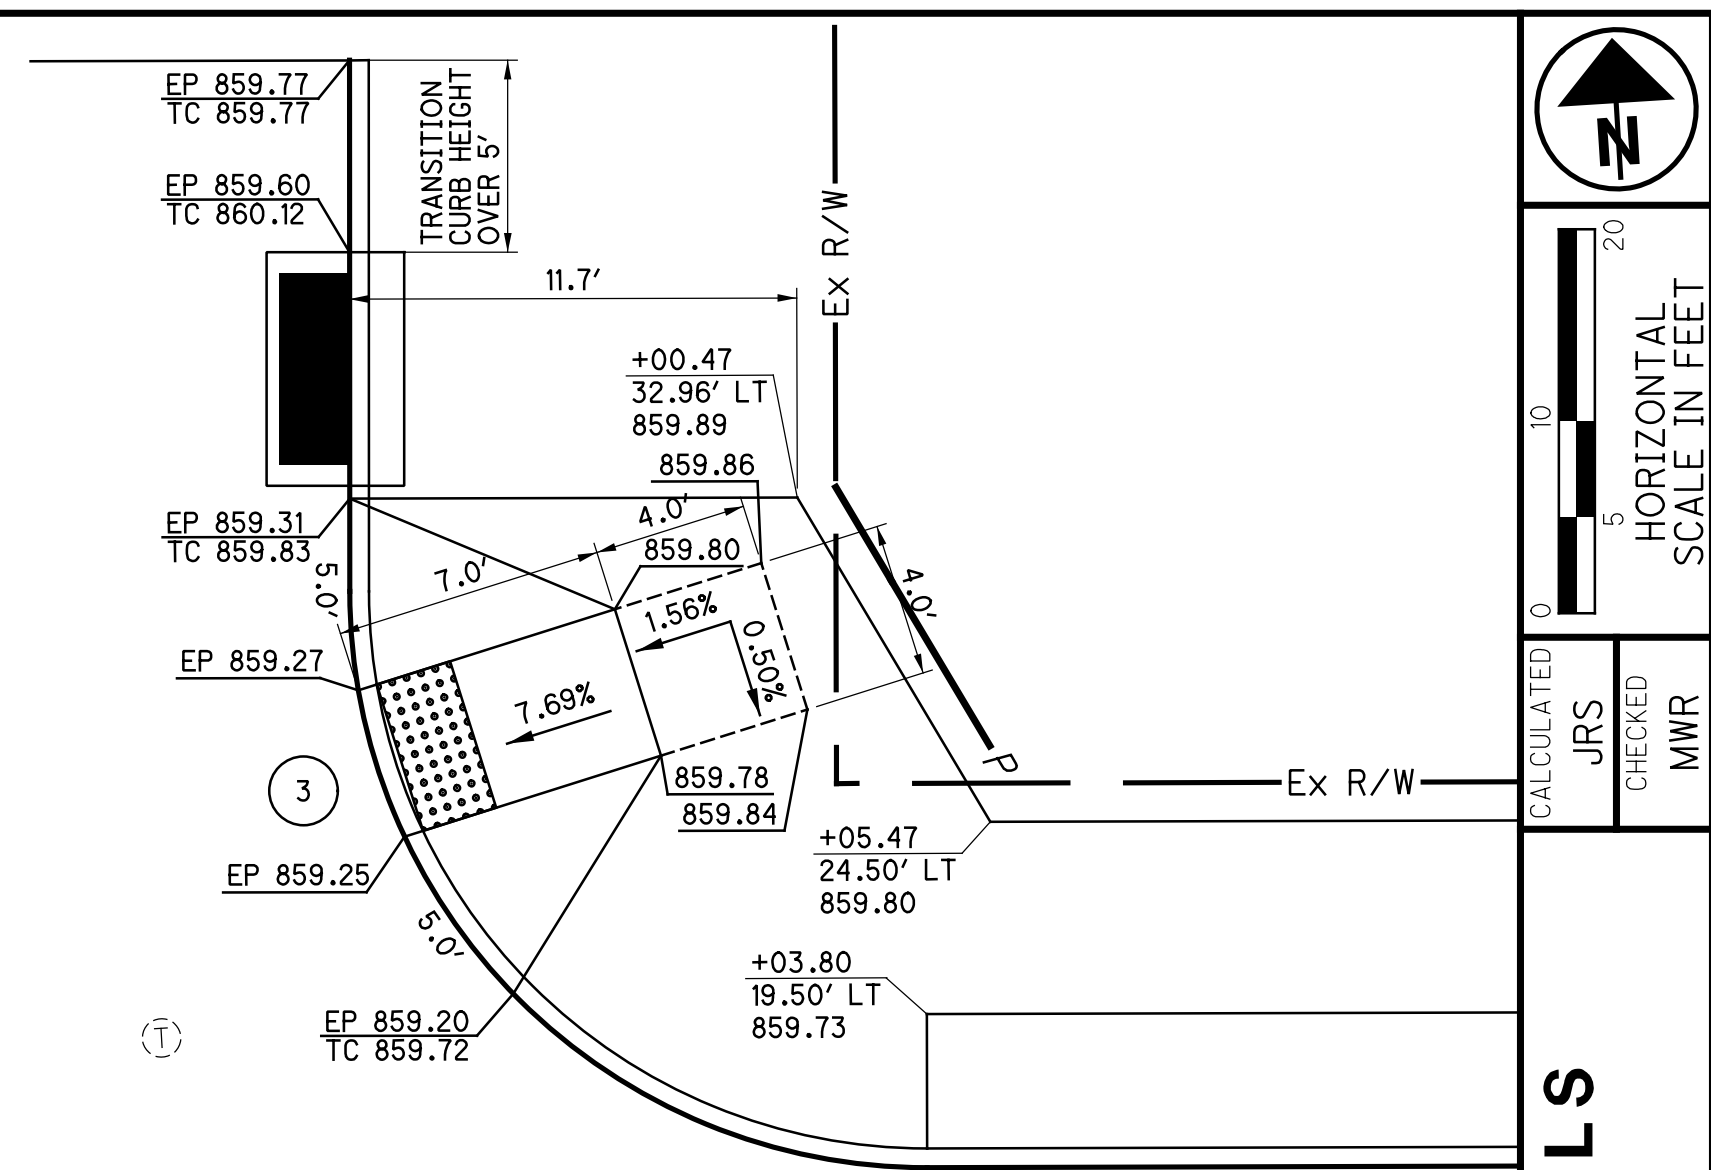 EP 859.77
TC 859.77
TRANSITION
CURB HEIGHT
OVER 5'
EP 859.60
TC 860.12
Ex R/W
11.7'
+00.47
32.96' LT
859.89
859.86
4.0'
859.80
EP 859.31
TC 859.83
5.0'
7.0'
1.56%
0.50%
4.0'
EP 859.27
7.69%
P
3
859.78
859.84
Ex R/W
+05.47
24.50' LT
859.80
EP 859.25
5.0'
+03.80
19.50' LT
859.73
EP 859.20
TC 859.72
T
N
20
10
5
0
HORIZONTAL
SCALE IN FEET
CALCULATED
JRS
CHECKED
MWR
LS